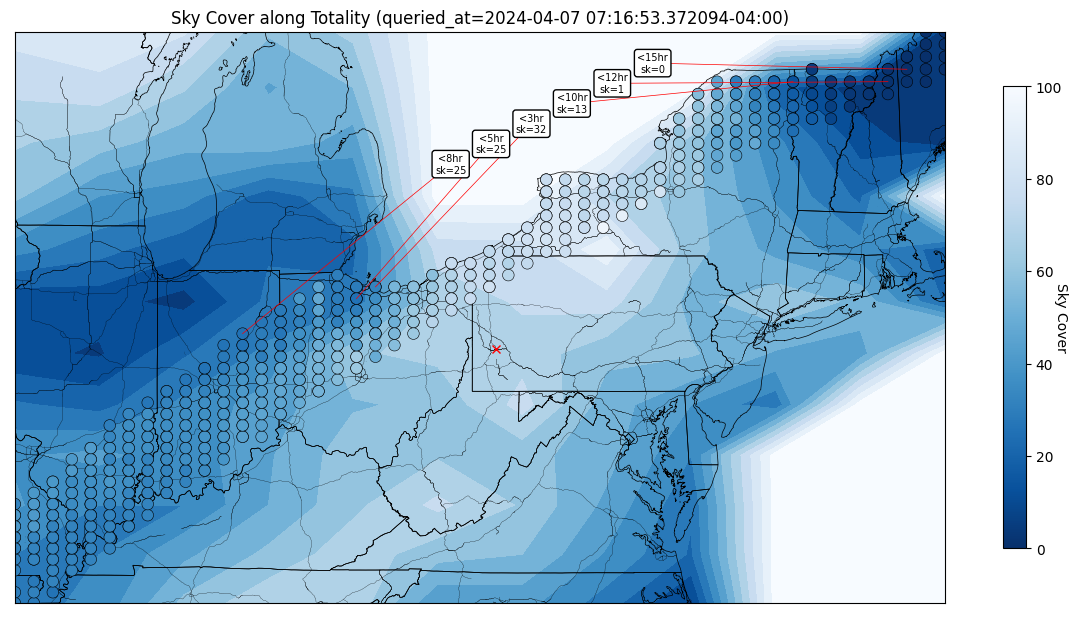 Sky Cover along Totality (queried_at=2024-04-07 07:16:53.372094-04:00)
<15hr
sk=0
<12hr
sk=1
<10hr
sk=13
<3hr
sk=32
<5hr
sk=25
<8hr
sk=25
100
80
60
40
20
0
Sky Cover